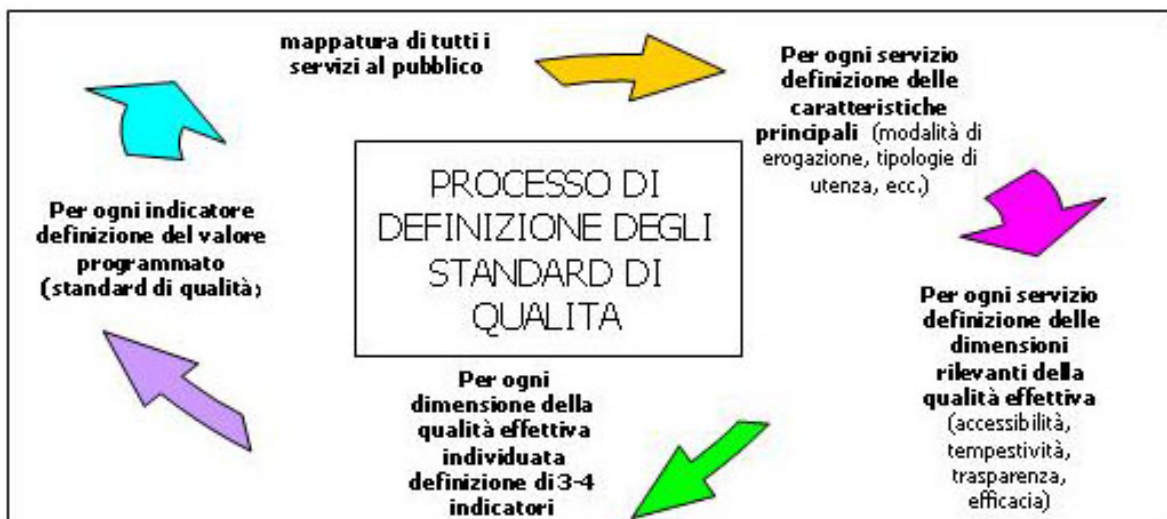 mappatura di tutti i
servizi al pubblico
Per ogni servizio
definizione delle
caratteristiche
principali (modalità di
erogazione, tipologie di
utenza, ecc.)
Per ogni servizio
definizione delle
dimensioni
rilevanti della
qualità effettiva
(accessibilità,
tempestività,
trasparenza,
efficacia)
Per ogni
dimensione della
qualità effettiva
individuata
definizione di 3-4
indicatori
Per ogni indicatore
definizione del valore
programmato
(standard di qualità)
PROCESSO DI
DEFINIZIONE DEGLI
STANDARD DI
QUALITA